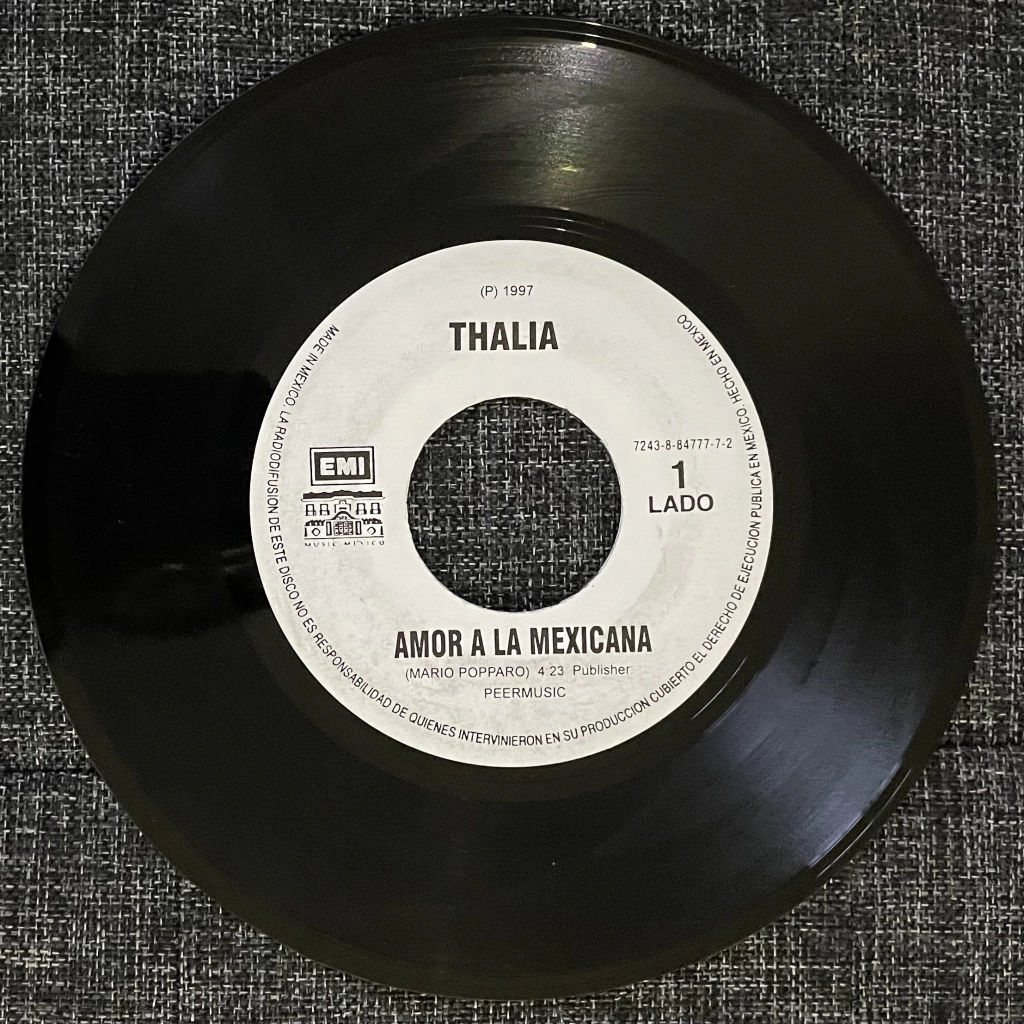 (P) 1997
THALIA
EMI
MUSIC MEXICO
7243-8-84777-7-2
1
LADO
AMOR A LA MEXICANA
(MARIO POPPARO) 4:23 Publisher:
PEERMUSIC
MADE IN MEXICO. LA RADIODIFUSION DE ESTE DISCO NO ES RESPONSABILIDAD DE QUIENES INTERVINIERON EN SU PRODUCCION CUBIERTO EL DERECHO DE EJECUCION PUBLICA EN MEXICO. HECHO EN MEXICO